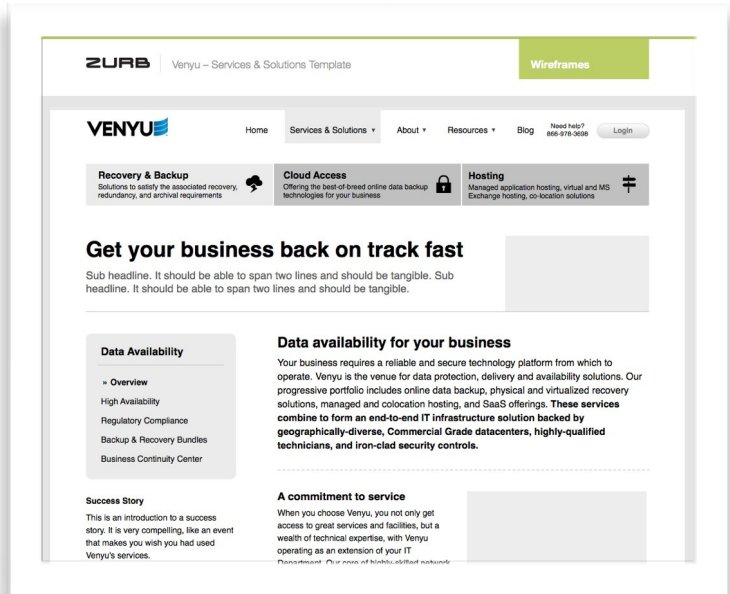 ZURB
Venyu – Services & Solutions Template
Wireframes
VENYU
Home
Services & Solutions
About
Resources
Blog
Need help?
866-978-3698
Login
Recovery & Backup
Solutions to satisfy the associated recovery,
redundancy, and archival requirements
Cloud Access
Offering the best-of-breed online data backup
technologies for your business
Hosting
Managed application hosting, virtual and MS
Exchange hosting, co-location solutions
Get your business back on track fast
Sub headline. It should be able to span two lines and should be tangible. Sub
headline. It should be able to span two lines and should be tangible.
Data Availability
» Overview
High Availability
Regulatory Compliance
Backup & Recovery Bundles
Business Continuity Center
Success Story
This is an introduction to a success
story. It is very compelling, like an event
that makes you wish you had used
Venyu's services.
Data availability for your business
Your business requires a reliable and secure technology platform from which to
operate. Venyu is the venue for data protection, delivery and availability solutions. Our
progressive portfolio includes online data backup, physical and virtualized recovery
solutions, managed and colocation hosting, and SaaS offerings. These services
combine to form an end-to-end IT infrastructure solution backed by
geographically-diverse, Commercial Grade datacenters, highly-qualified
technicians, and iron-clad security controls.
A commitment to service
When you choose Venyu, you not only get
access to great services and facilities, but a
wealth of technical expertise, with Venyu
operating as an extension of your IT
Department. Our core of highly-skilled network